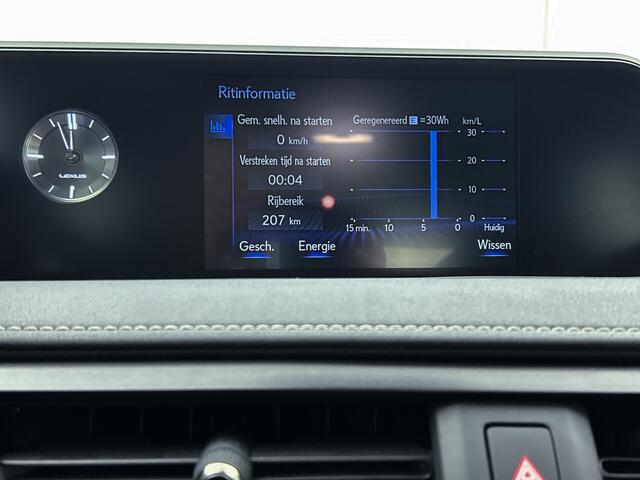 Ritinformatie
Gem. snelh. na starten
0 km/h
Verstreken tijd na starten
00:04
Rijbereik
207 km
Geregenereerd E =30Wh
km/L
30
20
10
0
15 min. 10 5 0 Huidig
Gesch. Energie Wissen
LEXUS